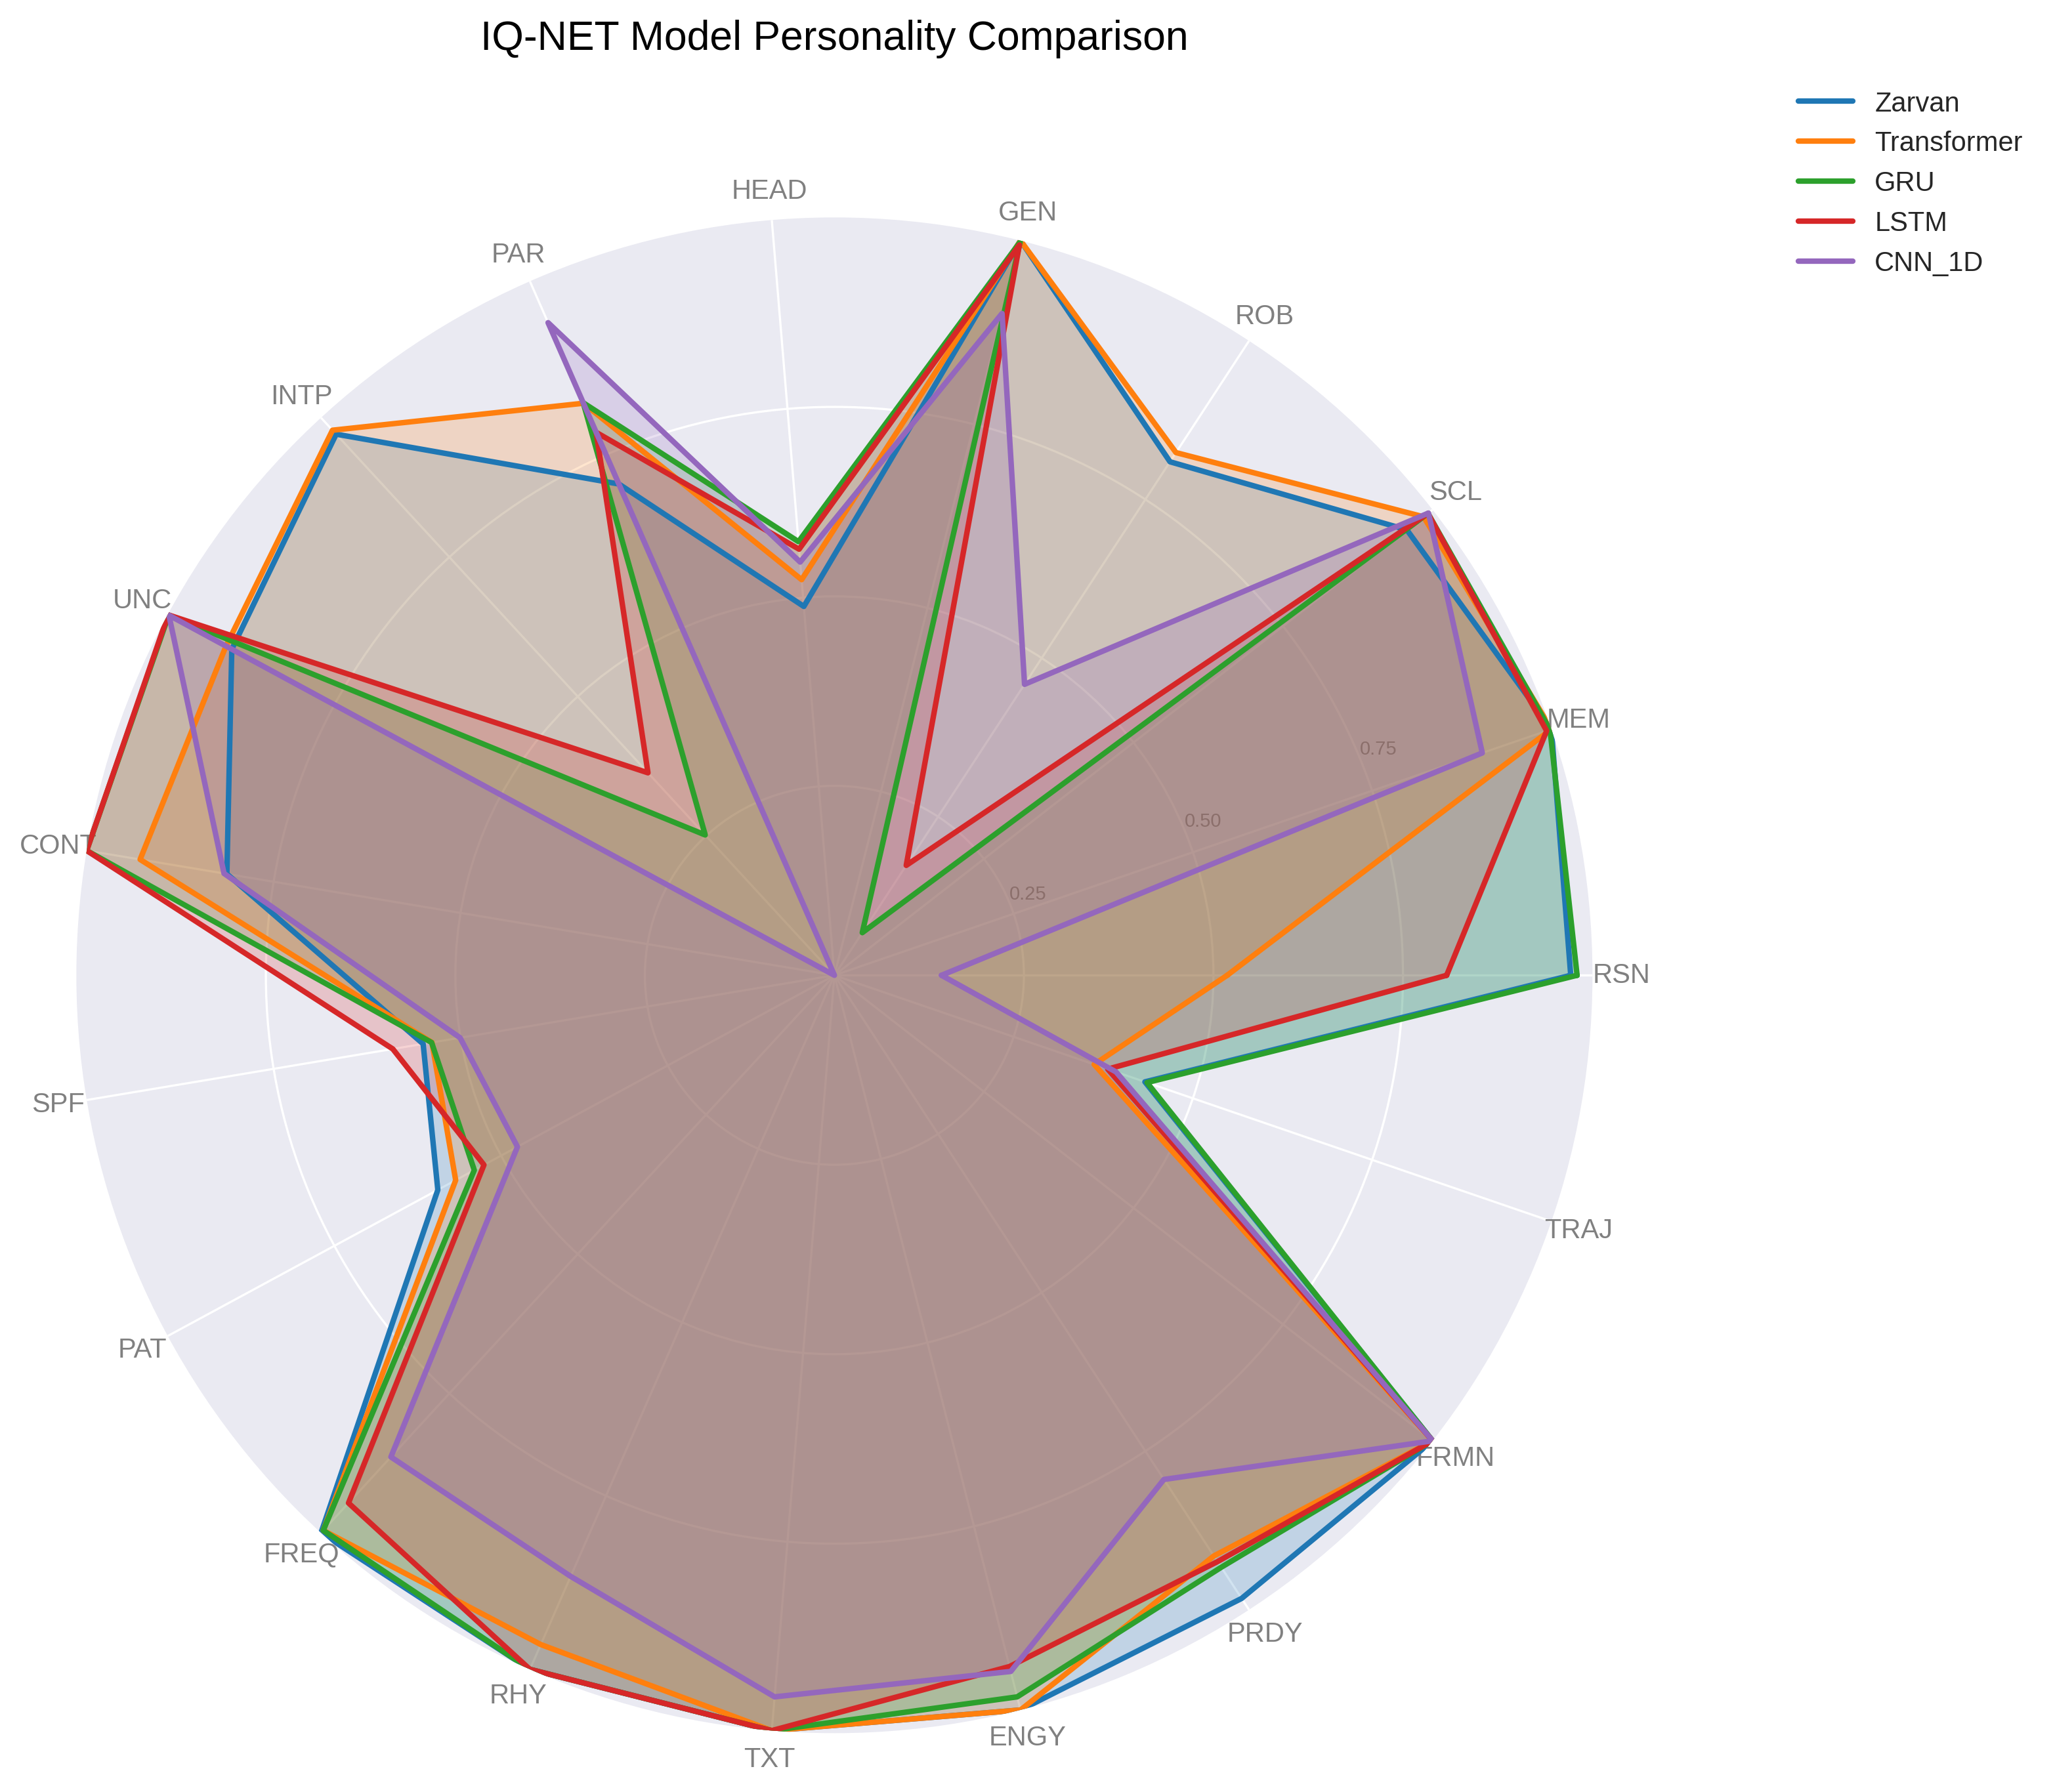 IQ-NET Model Personality Comparison
Zarvan
Transformer
GRU
LSTM
CNN_1D
HEAD
GEN
PAR
ROB
INTP
SCL
UNC
MEM
0.75
0.50
CONT
0.25
RSN
SPF
TRAJ
PAT
FRMN
FREQ
PRDY
RHY
ENGY
TXT